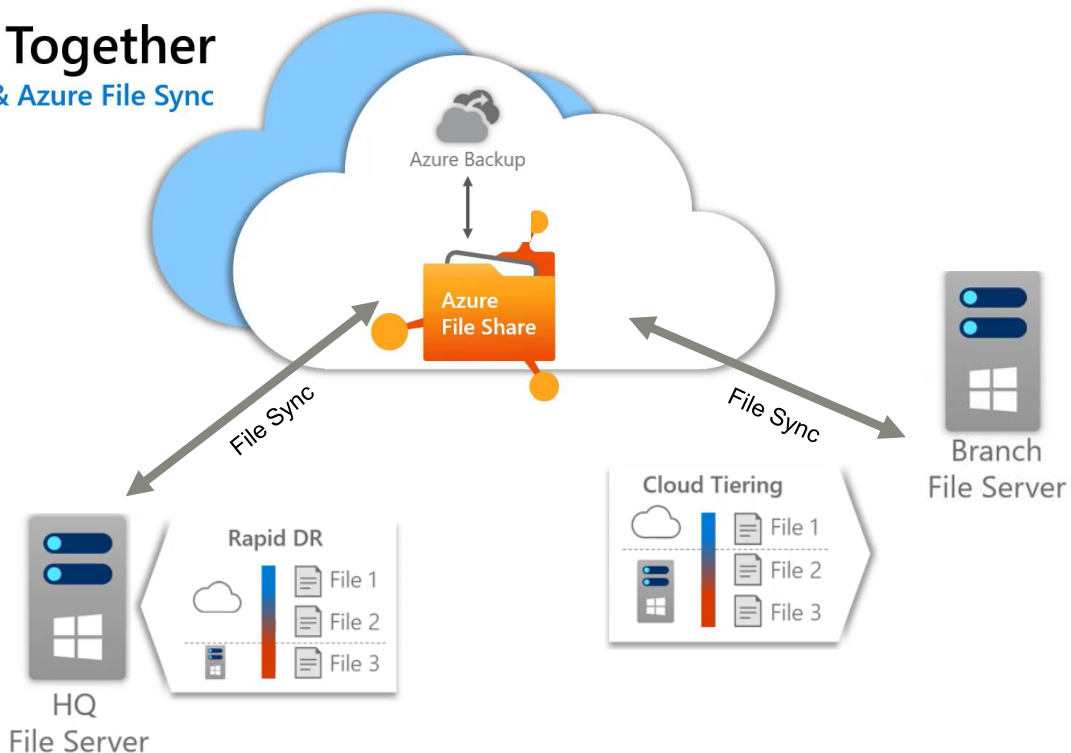 Together
& Azure File Sync
Azure Backup
Azure
File Share
File Sync
File Sync
Branch
File Server
Cloud Tiering
File 1
File 2
File 3
Rapid DR
File 1
File 2
File 3
HQ
File Server